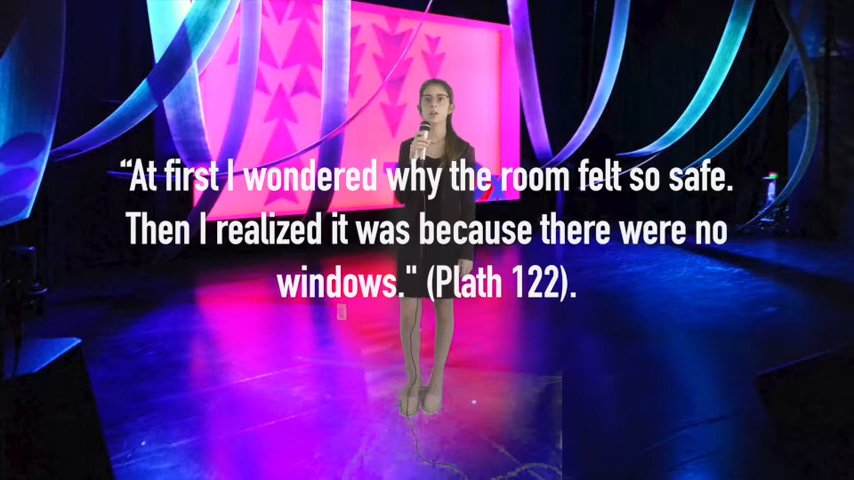 “At first I wondered why the room felt so safe.
Then I realized it was because there were no
windows." (Plath 122).